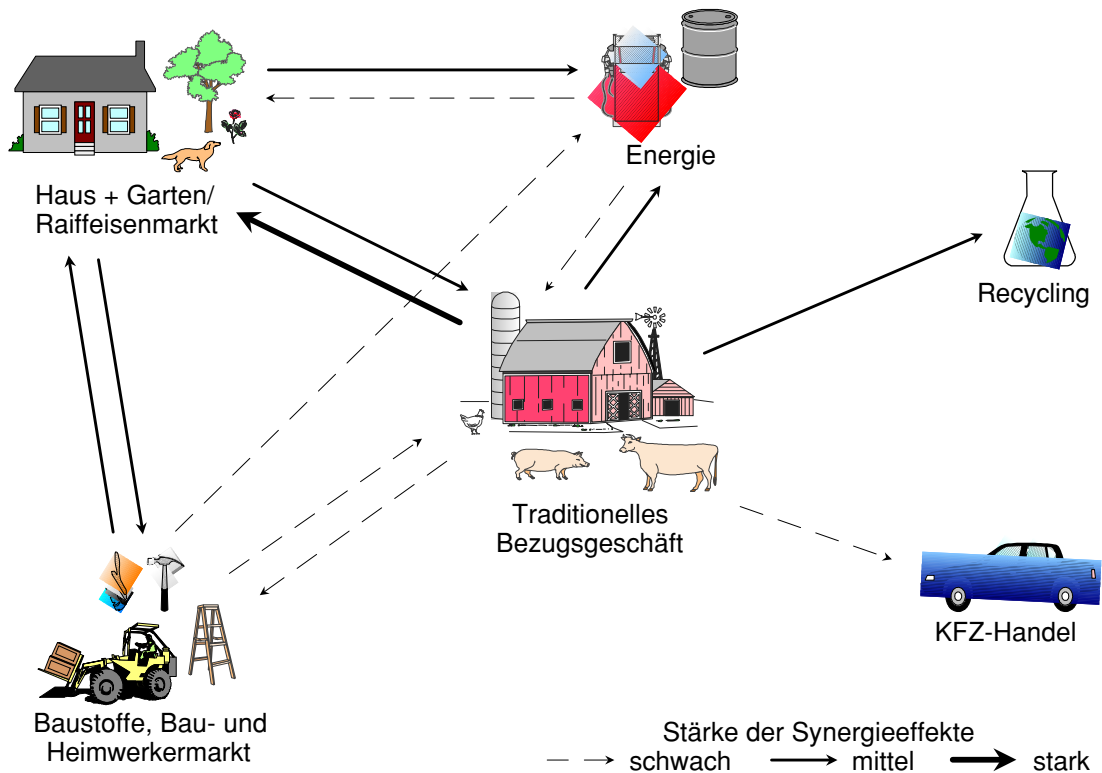 Energie
Haus + Garten/
Raiffeisenmarkt
Recycling
Traditionelles
Bezugsgeschäft
KFZ-Handel
Baustoffe, Bau- und
Heimwerkermarkt
Stärke der Synergieeffekte
schwach mittel stark